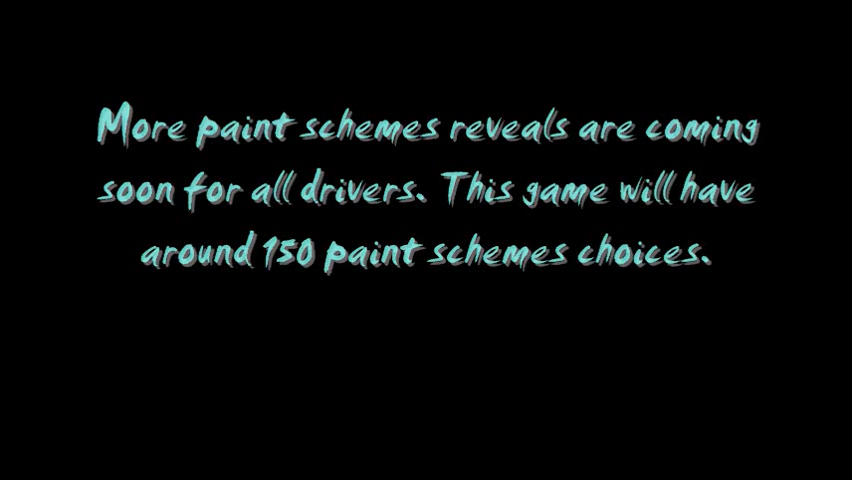 More paint schemes reveals are coming
soon for all drivers. This game will have
around 150 paint schemes choices.